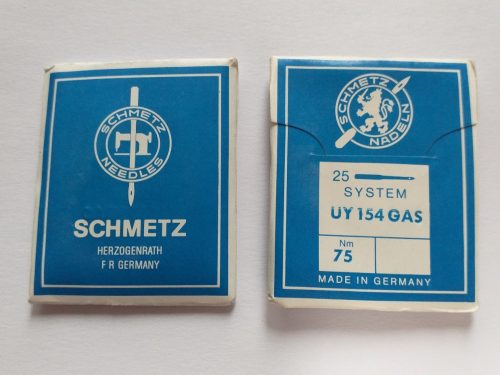 SCHMETZ
NEEDLES
SCHMETZ
HERZOGENRATH
F R GERMANY
SCHMETZ
NADELN
25
SYSTEM
UY 154 GAS
Nm
75
MADE IN GERMANY